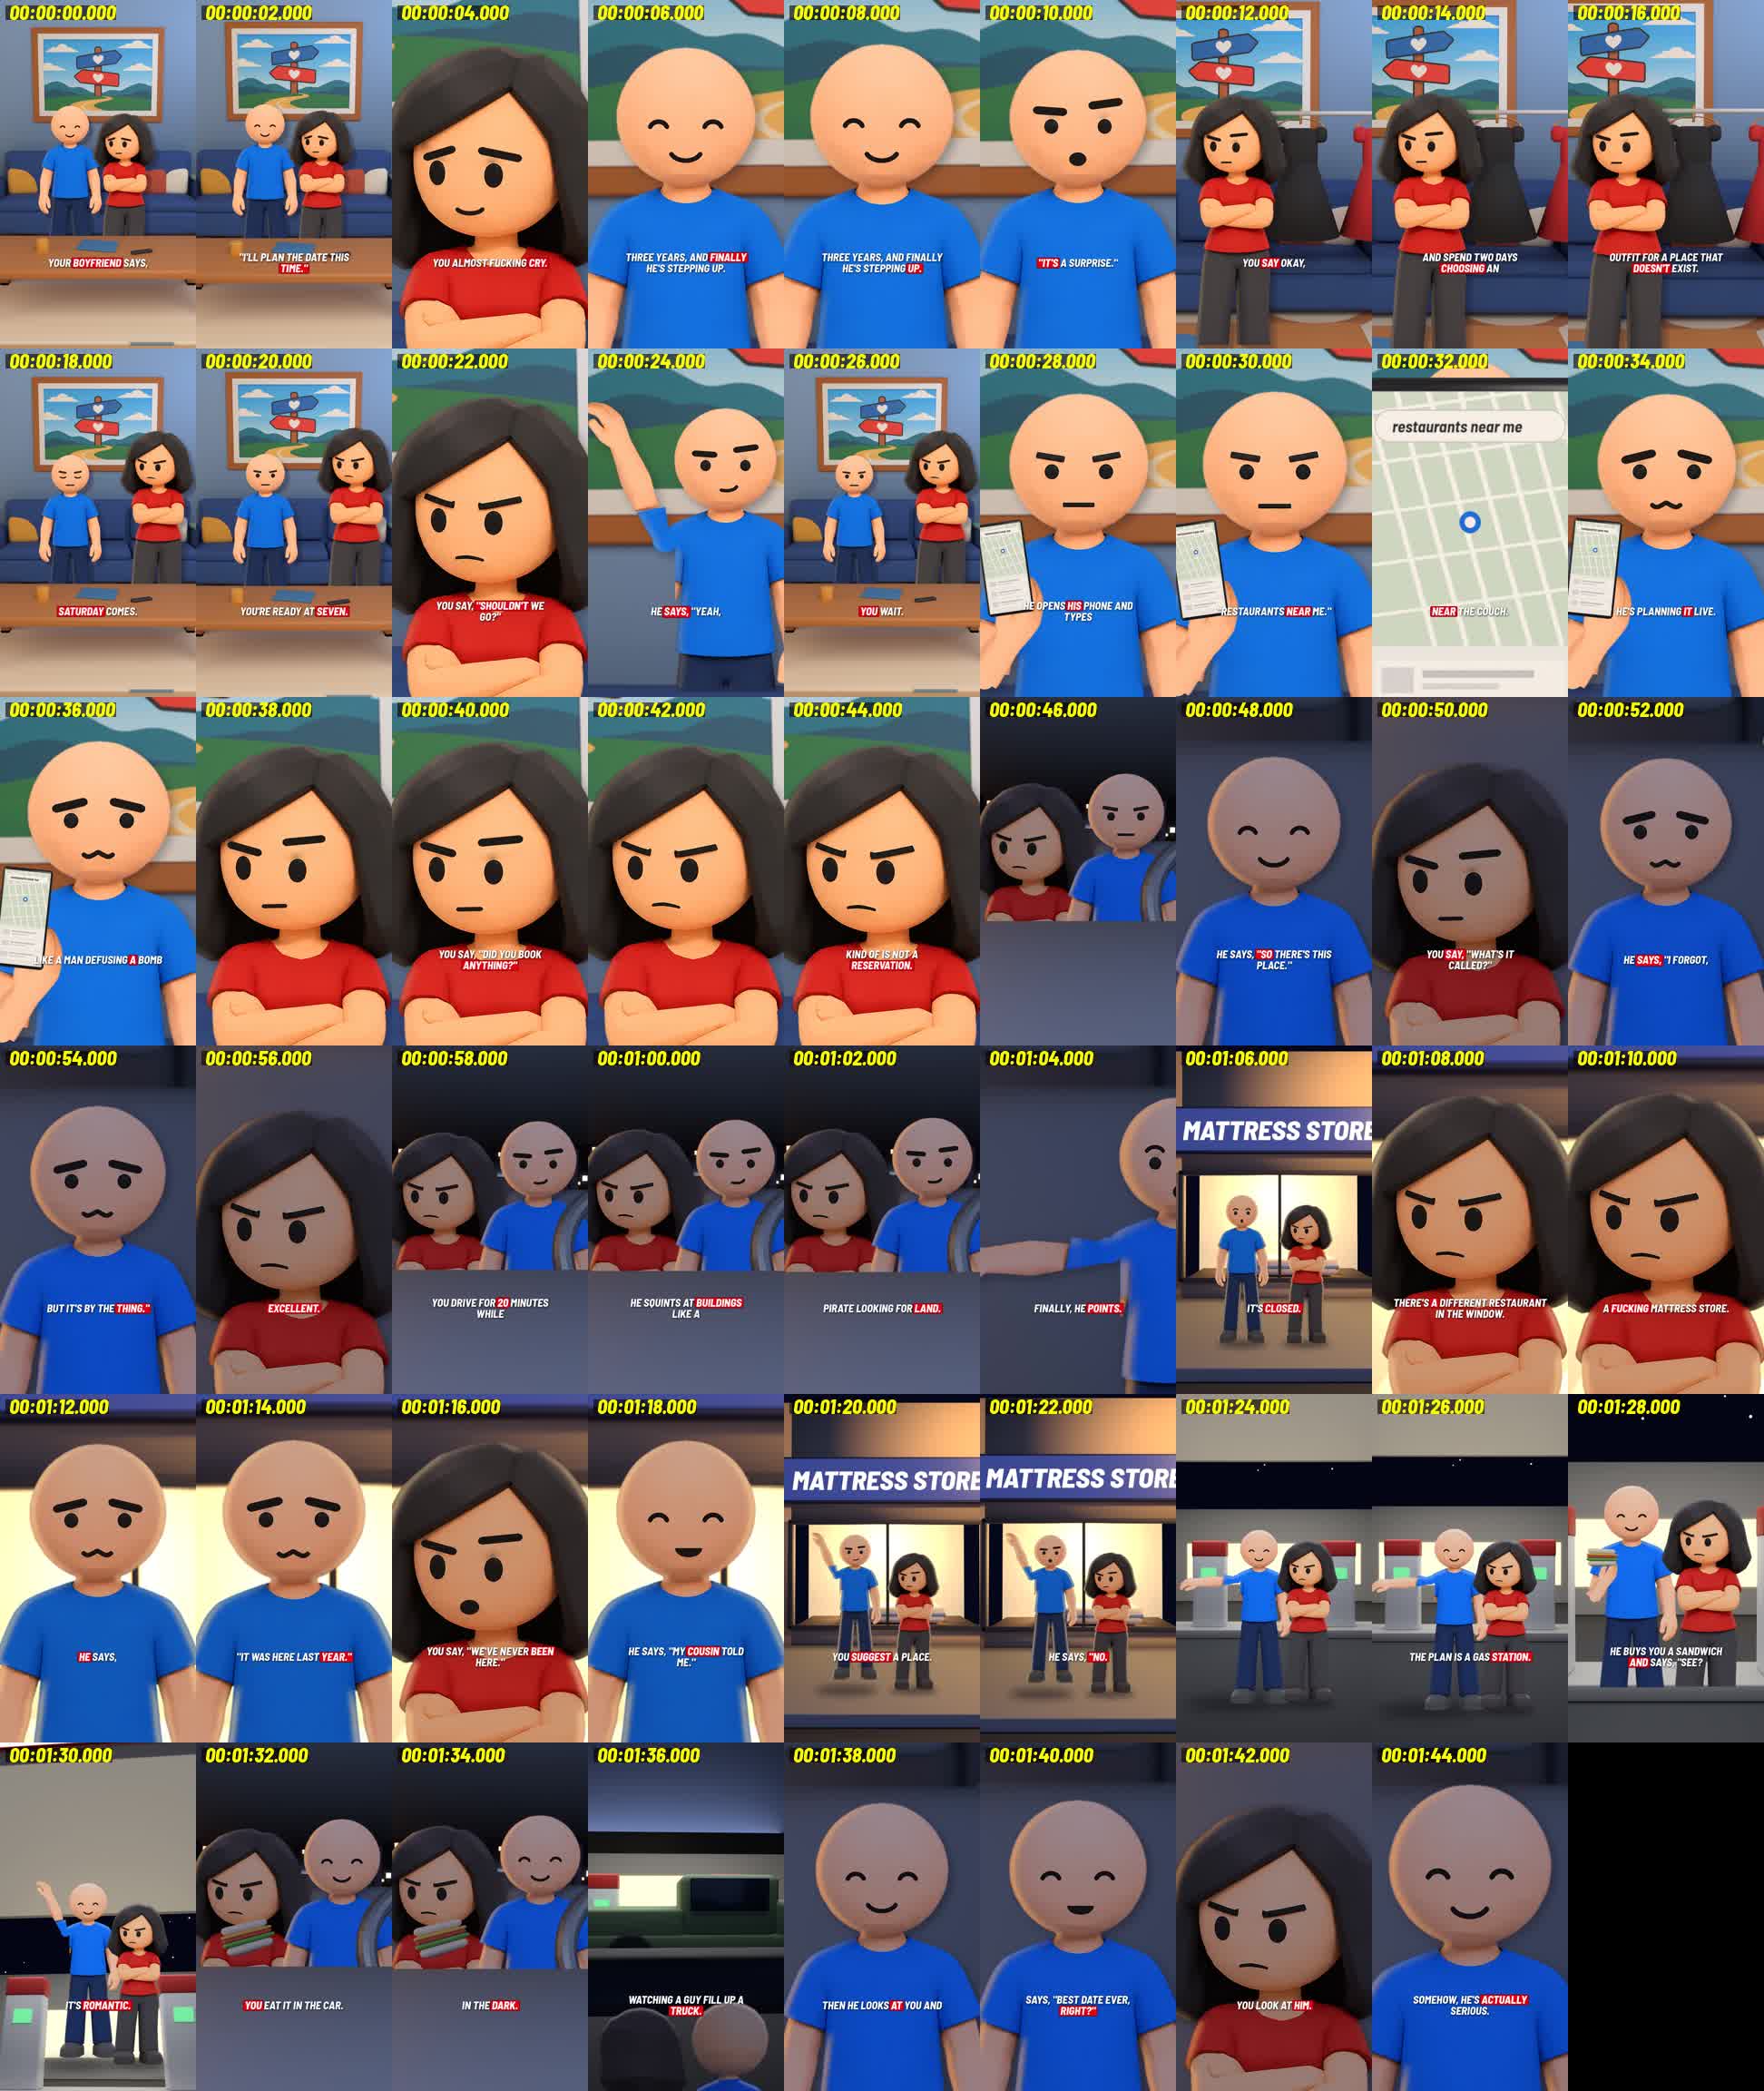 00:00:00.000
YOUR BOYFRIEND SAYS,
00:00:02.000
"I'LL PLAN THE DATE THIS
TIME."
00:00:04.000
YOU ALMOST FUCKING CRY.
00:00:06.000
THREE YEARS, AND FINALLY
HE'S STEPPING UP.
00:00:08.000
THREE YEARS, AND FINALLY
HE'S STEPPING UP.
00:00:10.000
"IT'S A SURPRISE."
00:00:12.000
YOU SAY OKAY,
00:00:14.000
AND SPEND TWO DAYS
CHOOSING AN
00:00:16.000
OUTFIT FOR A PLACE THAT
DOESN'T EXIST.
00:00:18.000
SATURDAY COMES.
00:00:20.000
YOU'RE READY AT SEVEN.
00:00:22.000
YOU SAY, "SHOULDN'T WE
GO?"
00:00:24.000
HE SAYS, "YEAH,
00:00:26.000
YOU WAIT.
00:00:28.000
HE OPENS HIS PHONE AND
TYPES
00:00:30.000
"RESTAURANTS NEAR ME."
00:00:32.000
restaurants near me
NEAR THE COUCH.
00:00:34.000
HE'S PLANNING IT LIVE.
00:00:36.000
LIKE A MAN DEFUSING A BOMB
00:00:38.000
00:00:40.000
YOU SAY, "DID YOU BOOK
ANYTHING?"
00:00:42.000
00:00:44.000
KIND OF IS NOT A
RESERVATION.
00:00:46.000
00:00:48.000
HE SAYS, "SO THERE'S THIS
PLACE."
00:00:50.000
YOU SAY, "WHAT'S IT
CALLED?"
00:00:52.000
HE SAYS, "I FORGOT,
00:00:54.000
BUT IT'S BY THE THING."
00:00:56.000
EXCELLENT.
00:00:58.000
YOU DRIVE FOR 20 MINUTES
WHILE
00:01:00.000
HE SQUINTS AT BUILDINGS
LIKE A
00:01:02.000
PIRATE LOOKING FOR LAND.
00:01:04.000
FINALLY, HE POINTS.
00:01:06.000
MATTRESS STORE
IT'S CLOSED.
00:01:08.000
THERE'S A DIFFERENT RESTAURANT
IN THE WINDOW.
00:01:10.000
A FUCKING MATTRESS STORE.
00:01:12.000
HE SAYS,
00:01:14.000
"IT WAS HERE LAST YEAR."
00:01:16.000
YOU SAY, "WE'VE NEVER BEEN
HERE."
00:01:18.000
HE SAYS, "MY COUSIN TOLD
ME."
00:01:20.000
MATTRESS STORE
YOU SUGGEST A PLACE.
00:01:22.000
MATTRESS STORE
HE SAYS, "NO.
00:01:24.000
00:01:26.000
THE PLAN IS A GAS STATION.
00:01:28.000
HE BUYS YOU A SANDWICH
AND SAYS, "SEE?
00:01:30.000
IT'S ROMANTIC.
00:01:32.000
YOU EAT IT IN THE CAR.
00:01:34.000
IN THE DARK.
00:01:36.000
WATCHING A GUY FILL UP A
TRUCK.
00:01:38.000
THEN HE LOOKS AT YOU AND
00:01:40.000
SAYS, "BEST DATE EVER,
RIGHT?"
00:01:42.000
YOU LOOK AT HIM.
00:01:44.000
SOMEHOW, HE'S ACTUALLY
SERIOUS.